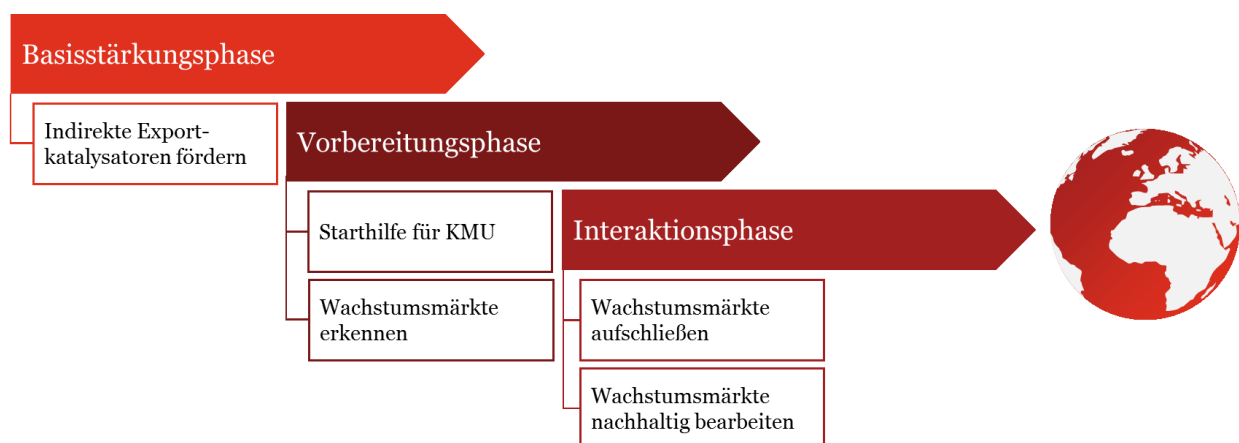 Basisstärkungsphase
Indirekte Export-
katalysatoren fördern
Vorbereitungsphase
Starthilfe für KMU
Wachstumsmärkte
erkennen
Interaktionsphase
Wachstumsmärkte
aufschließen
Wachstumsmärkte
nachhaltig bearbeiten